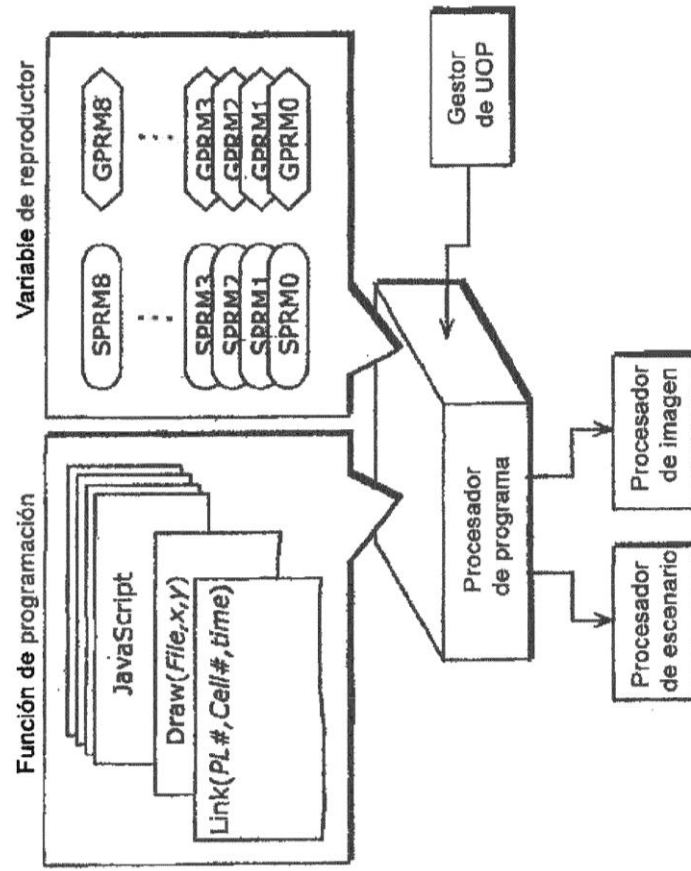 Función de programación
JavaScript
Draw(File,x,y)
Link(PL#,Cell#,time)
Variable de reproductor
SPRM8
SPRM3
SPRM2
SPRM1
SPRM0
GPRM8
GPRM3
GPRM2
GPRM1
GPRM0
Procesador
de programa
Gestor
de UOP
Procesador
de escenario
Procesador
de imagen